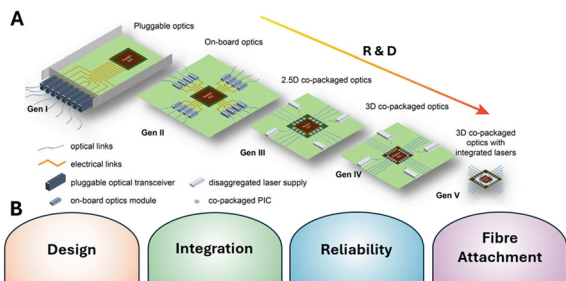 A
Pluggable optics
On-board optics
R & D
2.5D co-packaged optics
3D co-packaged optics
3D co-packaged
optics with
integrated lasers
Gen I
Gen II
Gen III
Gen IV
Gen V
optical links
electrical links
pluggable optical transceiver
on-board optics module
disaggregated laser supply
co-packaged PIC
B
Design
Integration
Reliability
Fibre
Attachment